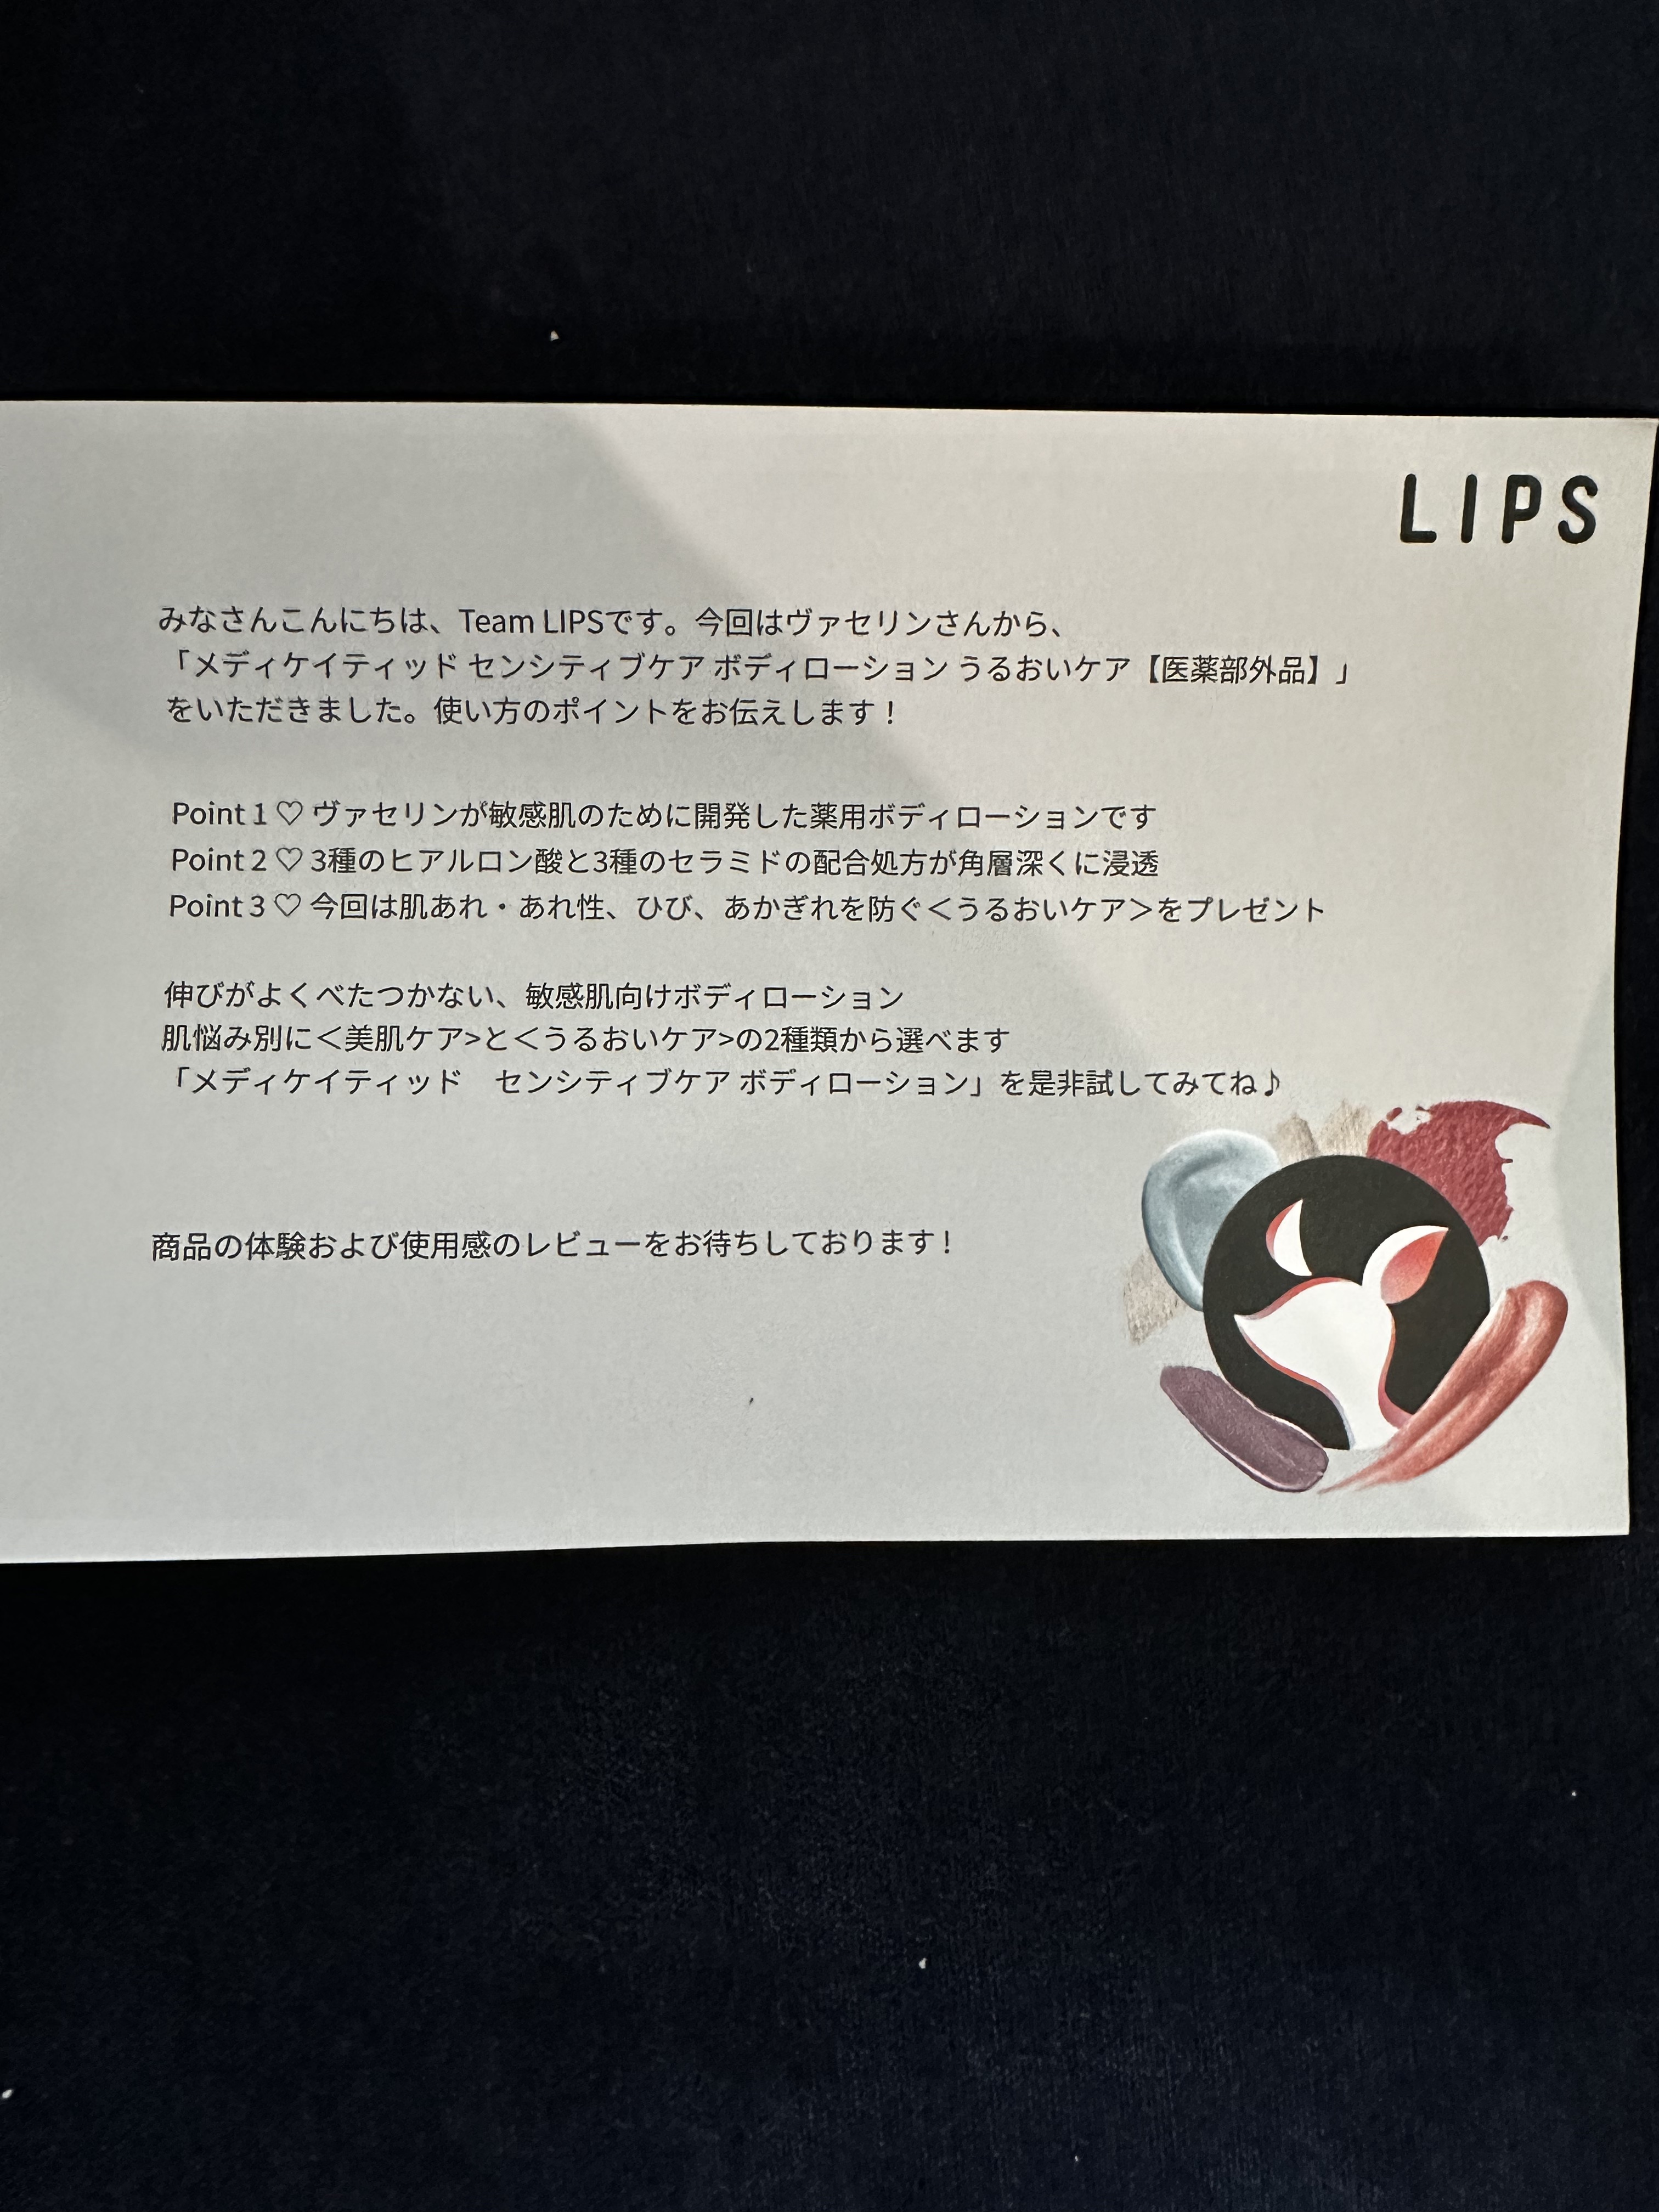 LIPS
みなさんこんにちは、Team LIPSです。今回はヴァセリンさんから、
「メディケイティッド センシティブケア ボディローション うるおいケア【医薬部外品】」
をいただきました。使い方のポイントをお伝えします！
Point 1 ♡ ヴァセリンが敏感肌のために開発した薬用ボディローションです
Point 2 ♡ 3種のヒアルロン酸と3種のセラミドの配合処方が角層深くに浸透
Point 3 ♡ 今回は肌あれ・あれ性、ひび、あかぎれを防ぐ＜うるおいケア＞をプレゼント
伸びがよくべたつかない、敏感肌向けボディローション
肌悩み別に＜美肌ケア>と＜うるおいケア>の2種類から選べます
「メディケイティッド　センシティブケア ボディローション」を是非試してみてね♪
商品の体験および使用感のレビューをお待ちしております！